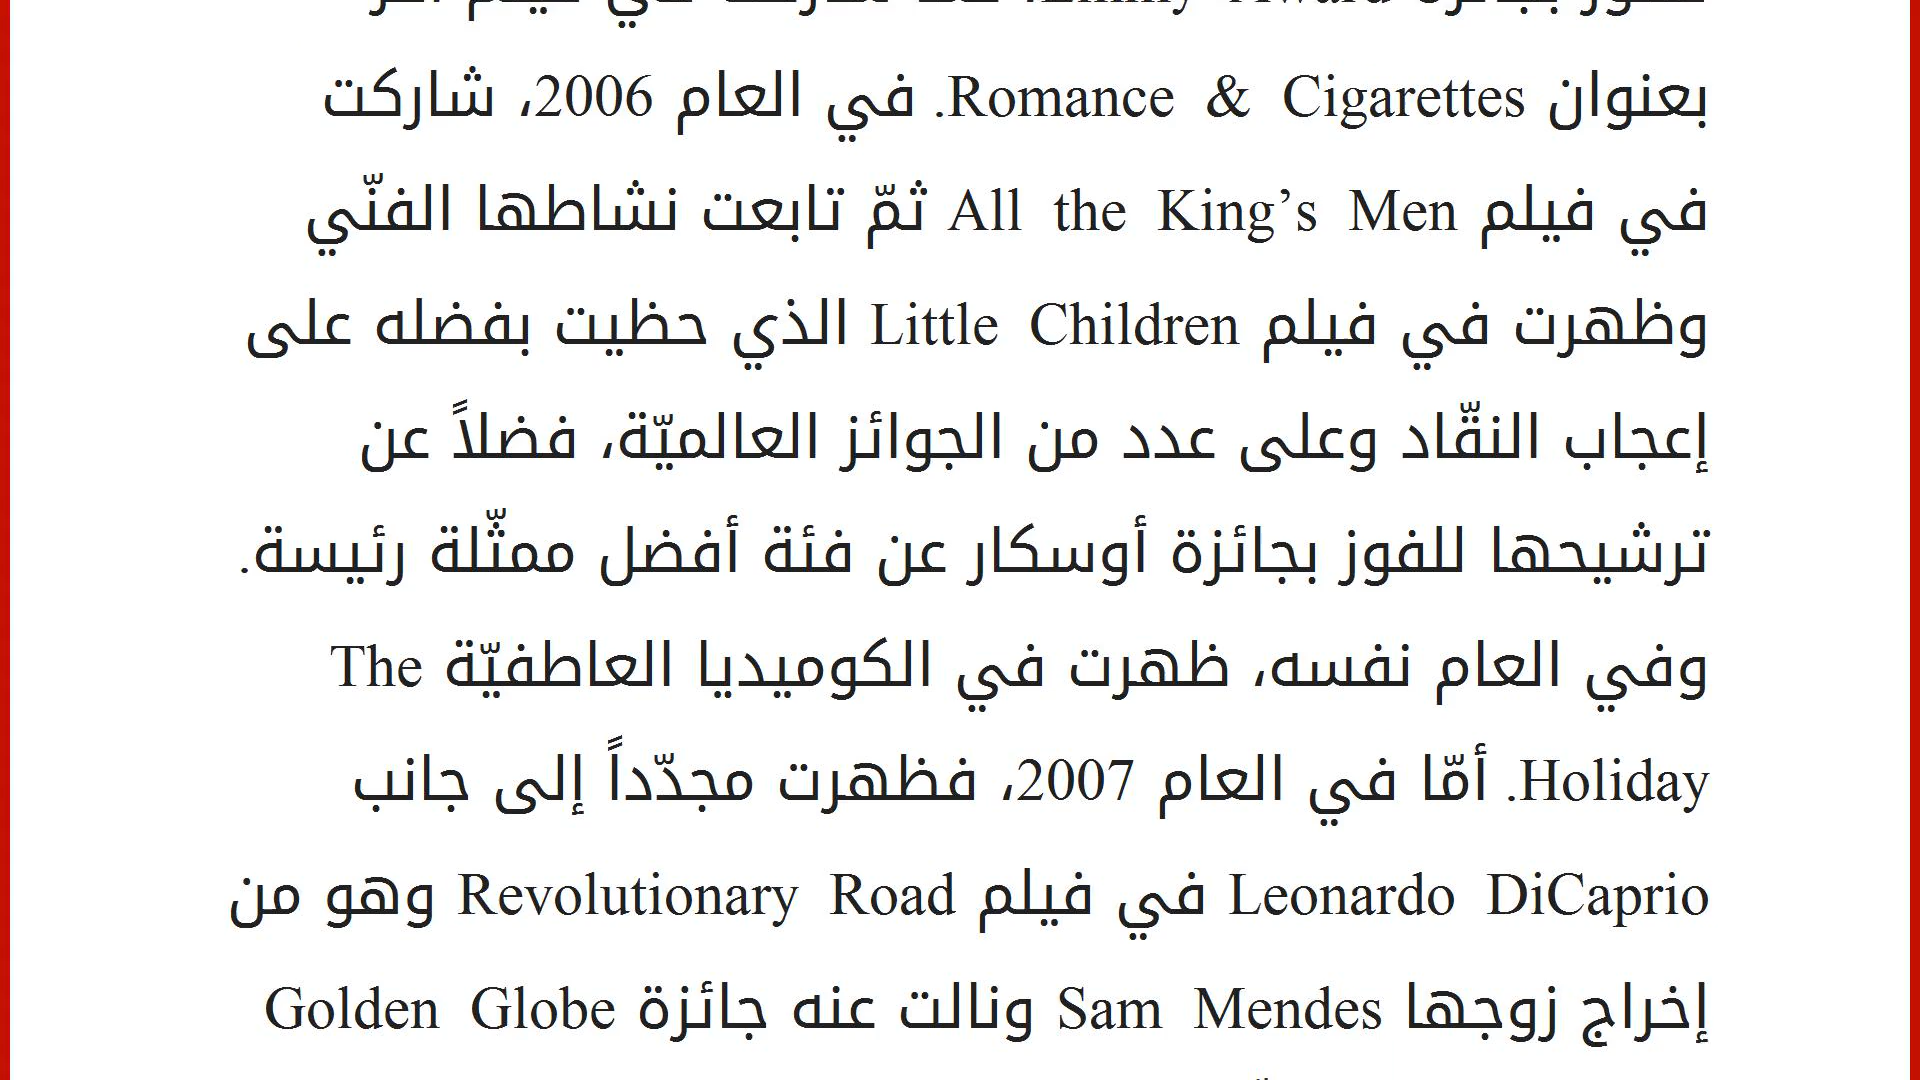 بعنوان Romance & Cigarettes. في العام 2006، شاركت
في فيلم All the King’s Men ثمّ تابعت نشاطها الفنّي
وظهرت في فيلم Little Children الذي حظيت بفضله على
إعجاب النقّاد وعلى عدد من الجوائز العالميّة، فضلاً عن
ترشيحها للفوز بجائزة أوسكار عن فئة أفضل ممثّلة رئيسة.
وفي العام نفسه، ظهرت في الكوميديا العاطفيّة The
Holiday. أمّا في العام 2007، فظهرت مجدّداً إلى جانب
Leonardo DiCaprio في فيلم Revolutionary Road وهو من
إخراج زوجها Sam Mendes ونالت عنه جائزة Golden Globe